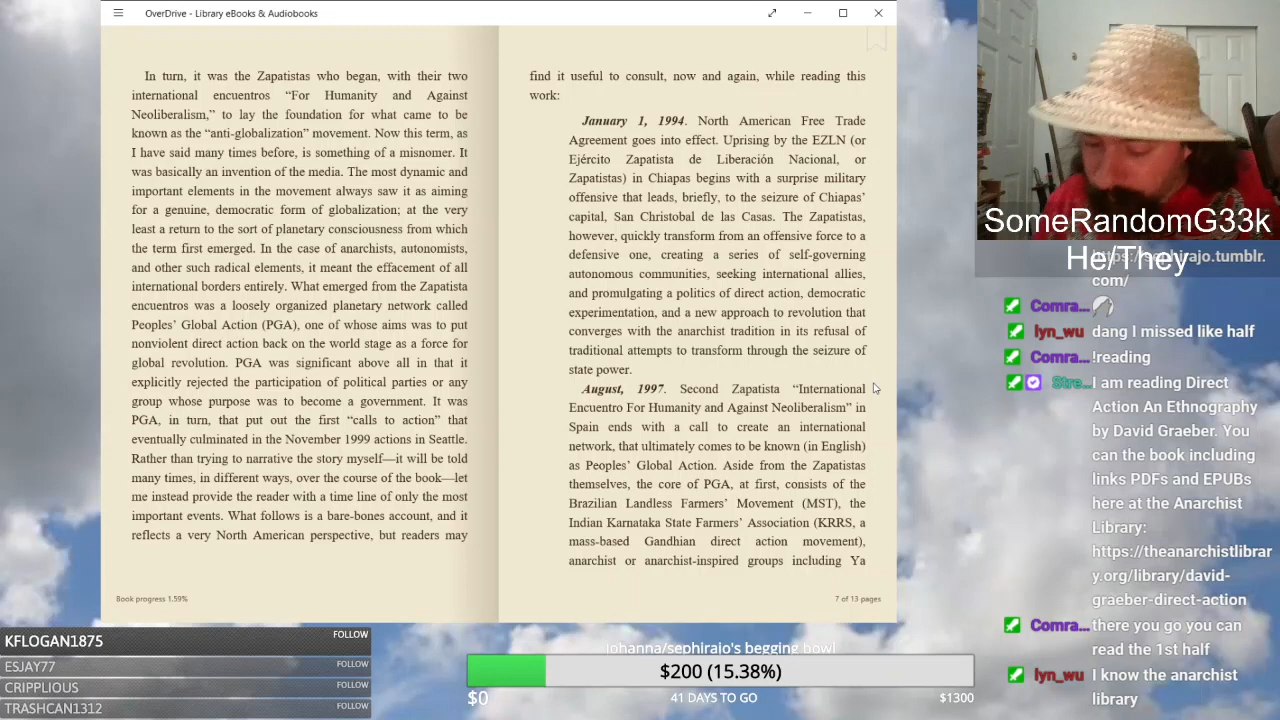 OverDrive - Library eBooks & Audiobooks
In turn, it was the Zapatistas who began, with their two
international encuentros “For Humanity and Against
Neoliberalism,” to lay the foundation for what came to be
known as the “anti-globalization” movement. Now this term, as
I have said many times before, is something of a misnomer. It
was basically an invention of the media. The most dynamic and
important elements in the movement always saw it as aiming
for a genuine, democratic form of globalization; at the very
least a return to the sort of planetary consciousness from which
the term first emerged. In the case of anarchists, autonomists,
and other such radical elements, it meant the effacement of all
international borders entirely. What emerged from the Zapatista
encuentros was a loosely organized planetary network called
Peoples’ Global Action (PGA), one of whose aims was to put
nonviolent direct action back on the world stage as a force for
global revolution. PGA was significant above all in that it
explicitly rejected the participation of political parties or any
group whose purpose was to become a government. It was
PGA, in turn, that put out the first “calls to action” that
eventually culminated in the November 1999 actions in Seattle.
Rather than trying to narrative the story myself—it will be told
many times, in different ways, over the course of the book—let
me instead provide the reader with a time line of only the most
important events. What follows is a bare-bones account, and it
reflects a very North American perspective, but readers may
Book progress 1.59%
find it useful to consult, now and again, while reading this
work:
January 1, 1994. North American Free Trade
Agreement goes into effect. Uprising by the EZLN (or
Ejército Zapatista de Liberación Nacional, or
Zapatistas) in Chiapas begins with a surprise military
offensive that leads, briefly, to the seizure of Chiapas’
capital, San Christobal de las Casas. The Zapatistas,
however, quickly transform from an offensive force to a
defensive one, creating a series of self-governing
autonomous communities, seeking international allies,
and promulgating a politics of direct action, democratic
experimentation, and a new approach to revolution that
converges with the anarchist tradition in its refusal of
traditional attempts to transform through the seizure of
state power.
August, 1997. Second Zapatista “International
Encuentro For Humanity and Against Neoliberalism” in
Spain ends with a call to create an international
network, that ultimately comes to be known (in English)
as Peoples’ Global Action. Aside from the Zapatistas
themselves, the core of PGA, at first, consists of the
Brazilian Landless Farmers’ Movement (MST), the
Indian Karnataka State Farmers’ Association (KRRS, a
mass-based Gandhian direct action movement),
anarchist or anarchist-inspired groups including Ya
7 of 13 pages
SomeRandomG33k
He/They
https://sephirajo.tumblr.
com/
Comra...
lyn_wu dang I missed like half
Comra... !reading
Stre... I am reading Direct
Action An Ethnography
by David Graeber. You
can the book including
links PDFs and EPUBs
here at the Anarchist
Library:
https://theanarchistlibrar
y.org/library/david-
graeber-direct-action
Comra... there you go you can
read the 1st half
lyn_wu I know the anarchist
library
KFLOGAN1875 FOLLOW
ESJAY77 FOLLOW
CRIPPLIOUS FOLLOW
TRASHCAN1312 FOLLOW
Johanna/sephirajo's begging bowl
$200 (15.38%)
$0 41 DAYS TO GO $1300